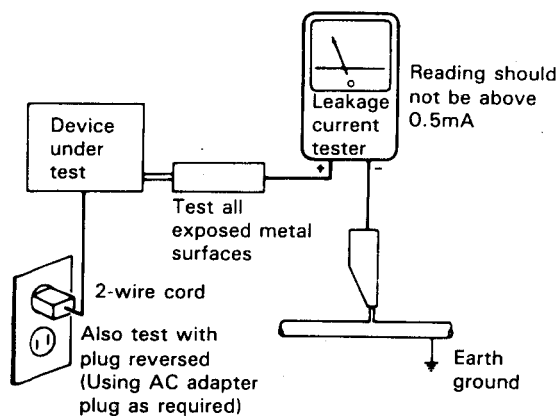 Reading should
not be above
0.5mA
Leakage
current
tester
+ -
Device
under
test
Test all
exposed metal
surfaces
2-wire cord
Also test with
plug reversed
(Using AC adapter
plug as required)
Earth
ground